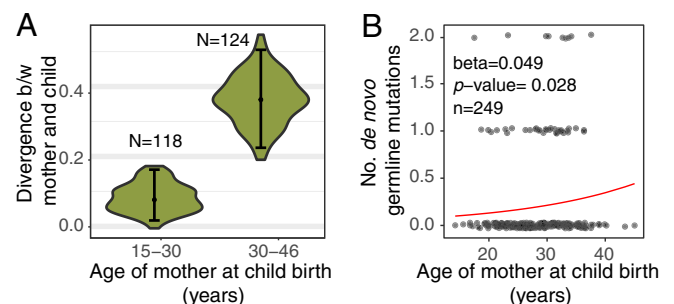 A
Divergence b/w
mother and child
0.4
0.2
0.0
N=118
N=124
15–30
30–46
Age of mother at child birth
(years)
B
No. de novo
germline mutations
2.0
1.5
1.0
0.5
0.0
beta=0.049
p–value= 0.028
n=249
20
30
40
Age of mother at child birth
(years)